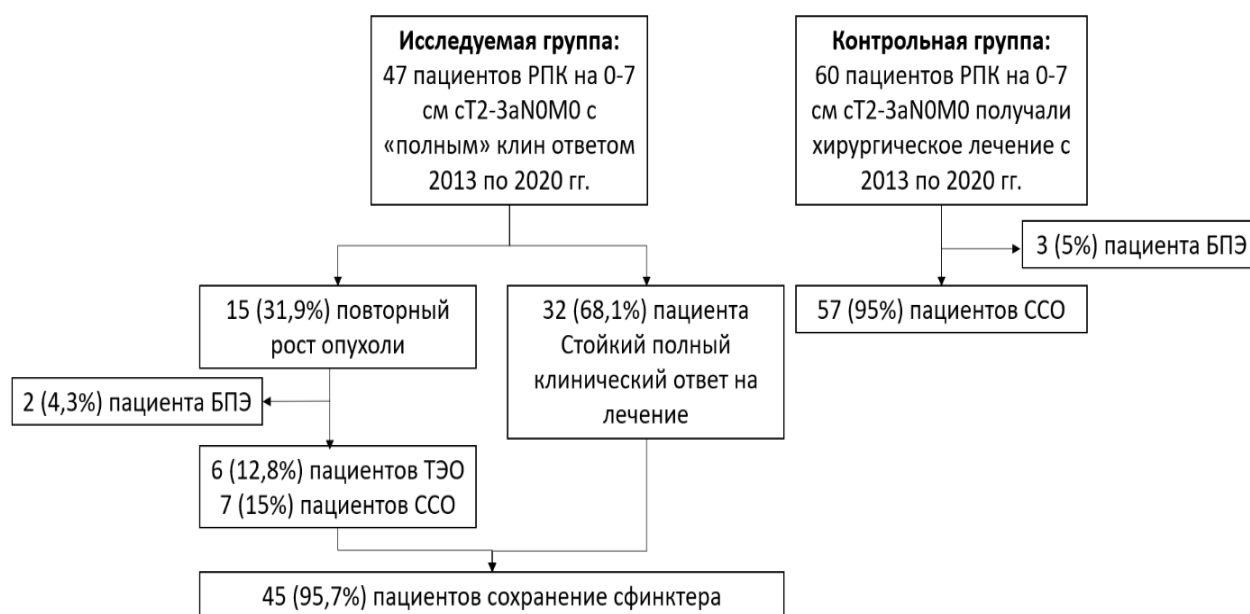 Исследуемая группа:
47 пациентов РПК на 0-7
см сТ2-3аN0M0 с
«полным» клин ответом
2013 по 2020 гг.
Контрольная группа:
60 пациентов РПК на 0-7
см сТ2-3аN0M0 получали
хирургическое лечение с
2013 по 2020 гг.
3 (5%) пациента БПЭ
15 (31,9%) повторный
рост опухоли
32 (68,1%) пациента
Стойкий полный
клинический ответ на
лечение
57 (95%) пациентов ССО
2 (4,3%) пациента БПЭ
6 (12,8%) пациентов ТЭО
7 (15%) пациентов ССО
45 (95,7%) пациентов сохранение сфинктера